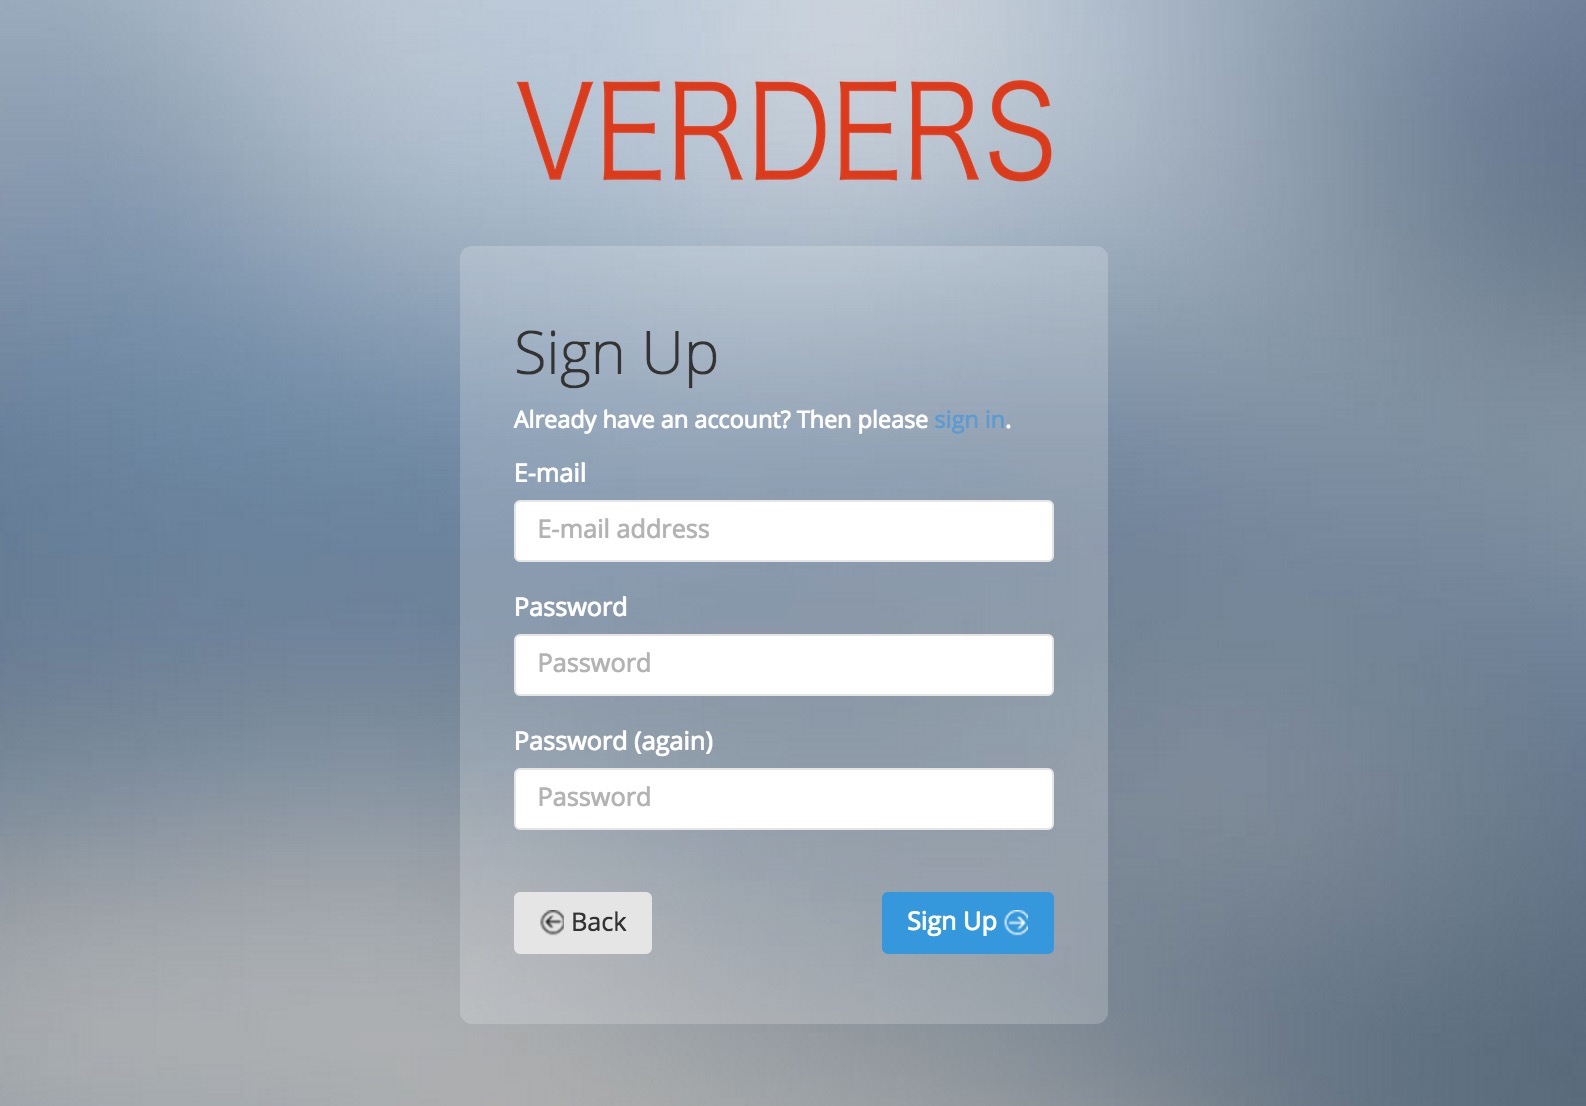 VERDERS
Sign Up
Already have an account? Then please sign in.
E-mail
E-mail address
Password
Password
Password (again)
Password
Back
Sign Up